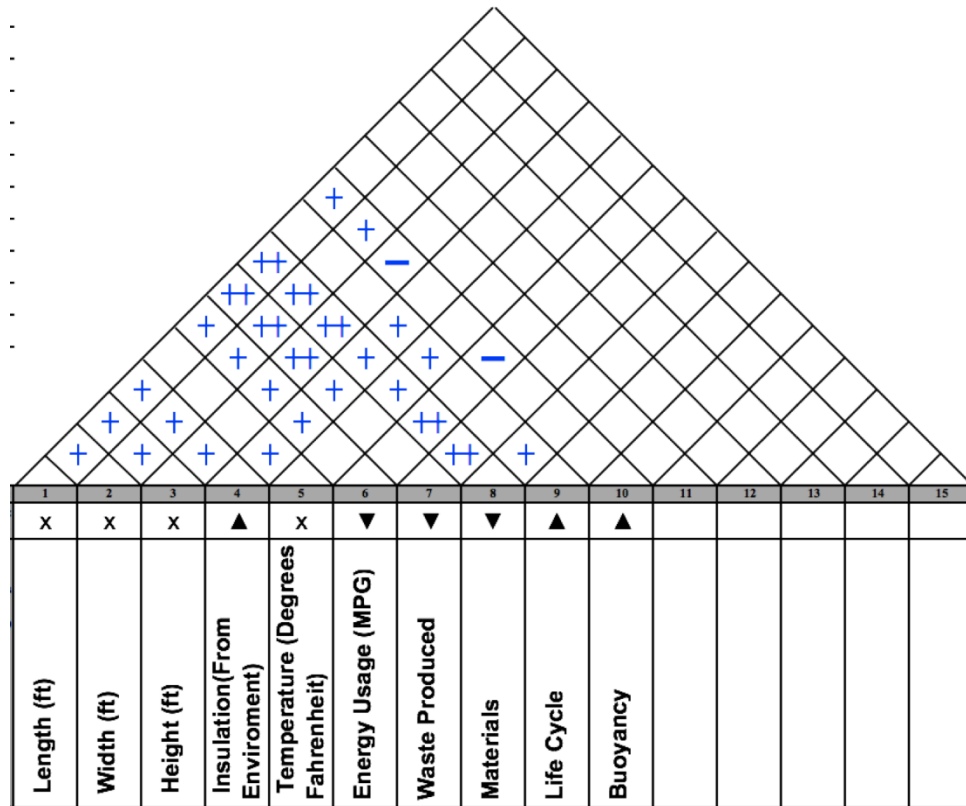 +
+
—
++
++ ++
+ ++ ++ +
+ ++ + + —
+ + + +
+ + + ++
+ + + + ++ +
1 2 3 4 5 6 7 8 9 10 11 12 13 14 15
x x x ▲ x ▼ ▼ ▼ ▲ ▲
Length (ft)
Width (ft)
Height (ft)
Insulation(From
Enviroment)
Temperature (Degrees
Fahrenheit)
Energy Usage (MPG)
Waste Produced
Materials
Life Cycle
Buoyancy